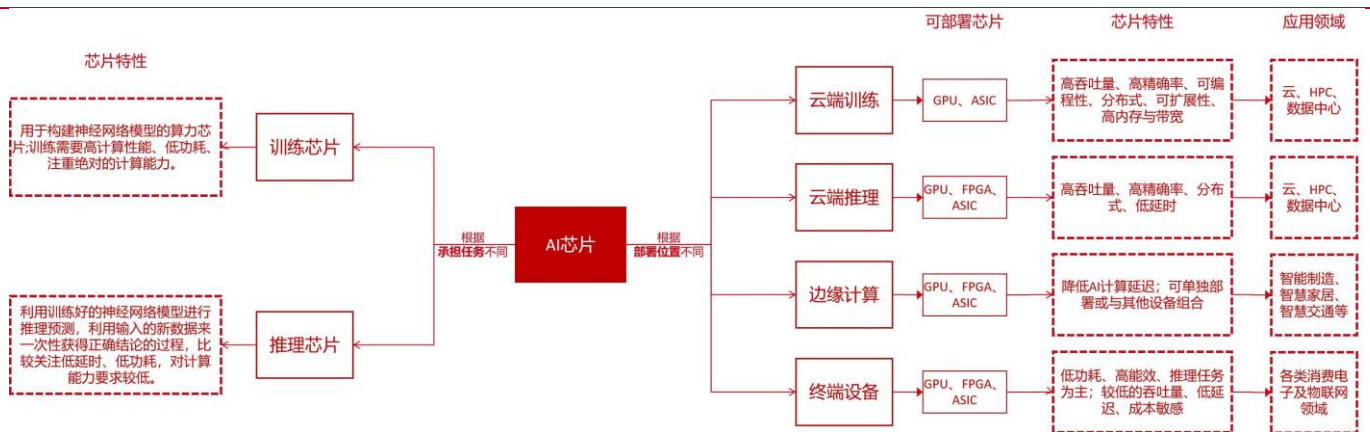 芯片特性
用于构建神经网络模型的算力芯
片;训练需要高计算性能、低功耗、
注重绝对的计算能力。
训练芯片
利用训练好的神经网络模型进行
推理预测，利用输入的新数据来
一次性获得正确结论的过程，比
较关注低延时、低功耗，对计算
能力要求较低。
推理芯片
根据
承担任务不同
AI芯片
根据
部署位置不同
可部署芯片
芯片特性
应用领域
云端训练
GPU、ASIC
高吞吐量、高精确率、可编
程性、分布式、可扩展性、
高内存与带宽
云、HPC、
数据中心
云端推理
GPU、FPGA、
ASIC
高吞吐量、高精确率、分布
式、低延时
云、HPC、
数据中心
边缘计算
GPU、FPGA、
ASIC
降低AI计算延迟；可单独部
署或与其他设备组合
智能制造、
智慧家居、
智慧交通等
终端设备
GPU、FPGA、
ASIC
低功耗、高能效、推理任务
为主；较低的吞吐量、低延
迟、成本敏感
各类消费电
子及物联网
领域